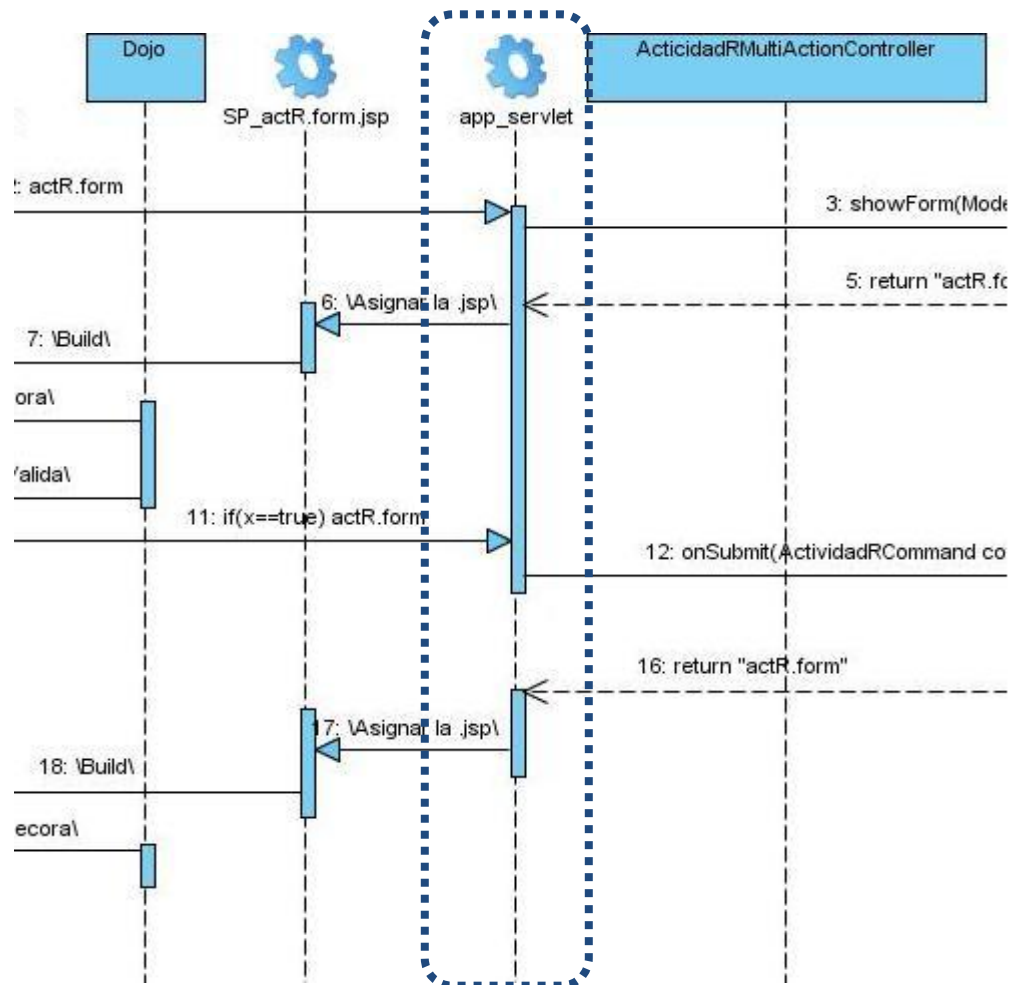 Dojo
SP_actR.form.jsp
app_servlet
ActicidadRMultiActionController
: actR.form
3: showForm(Mode
5: return "actR.fo
6: \Asignar la .jsp\
7: \Build\
ora\
alida\
11: if(x==true) actR.form
12: onSubmit(ActividadRCommand co
16: return "actR.form"
17: \Asignar la .jsp\
18: \Build\
ecora\